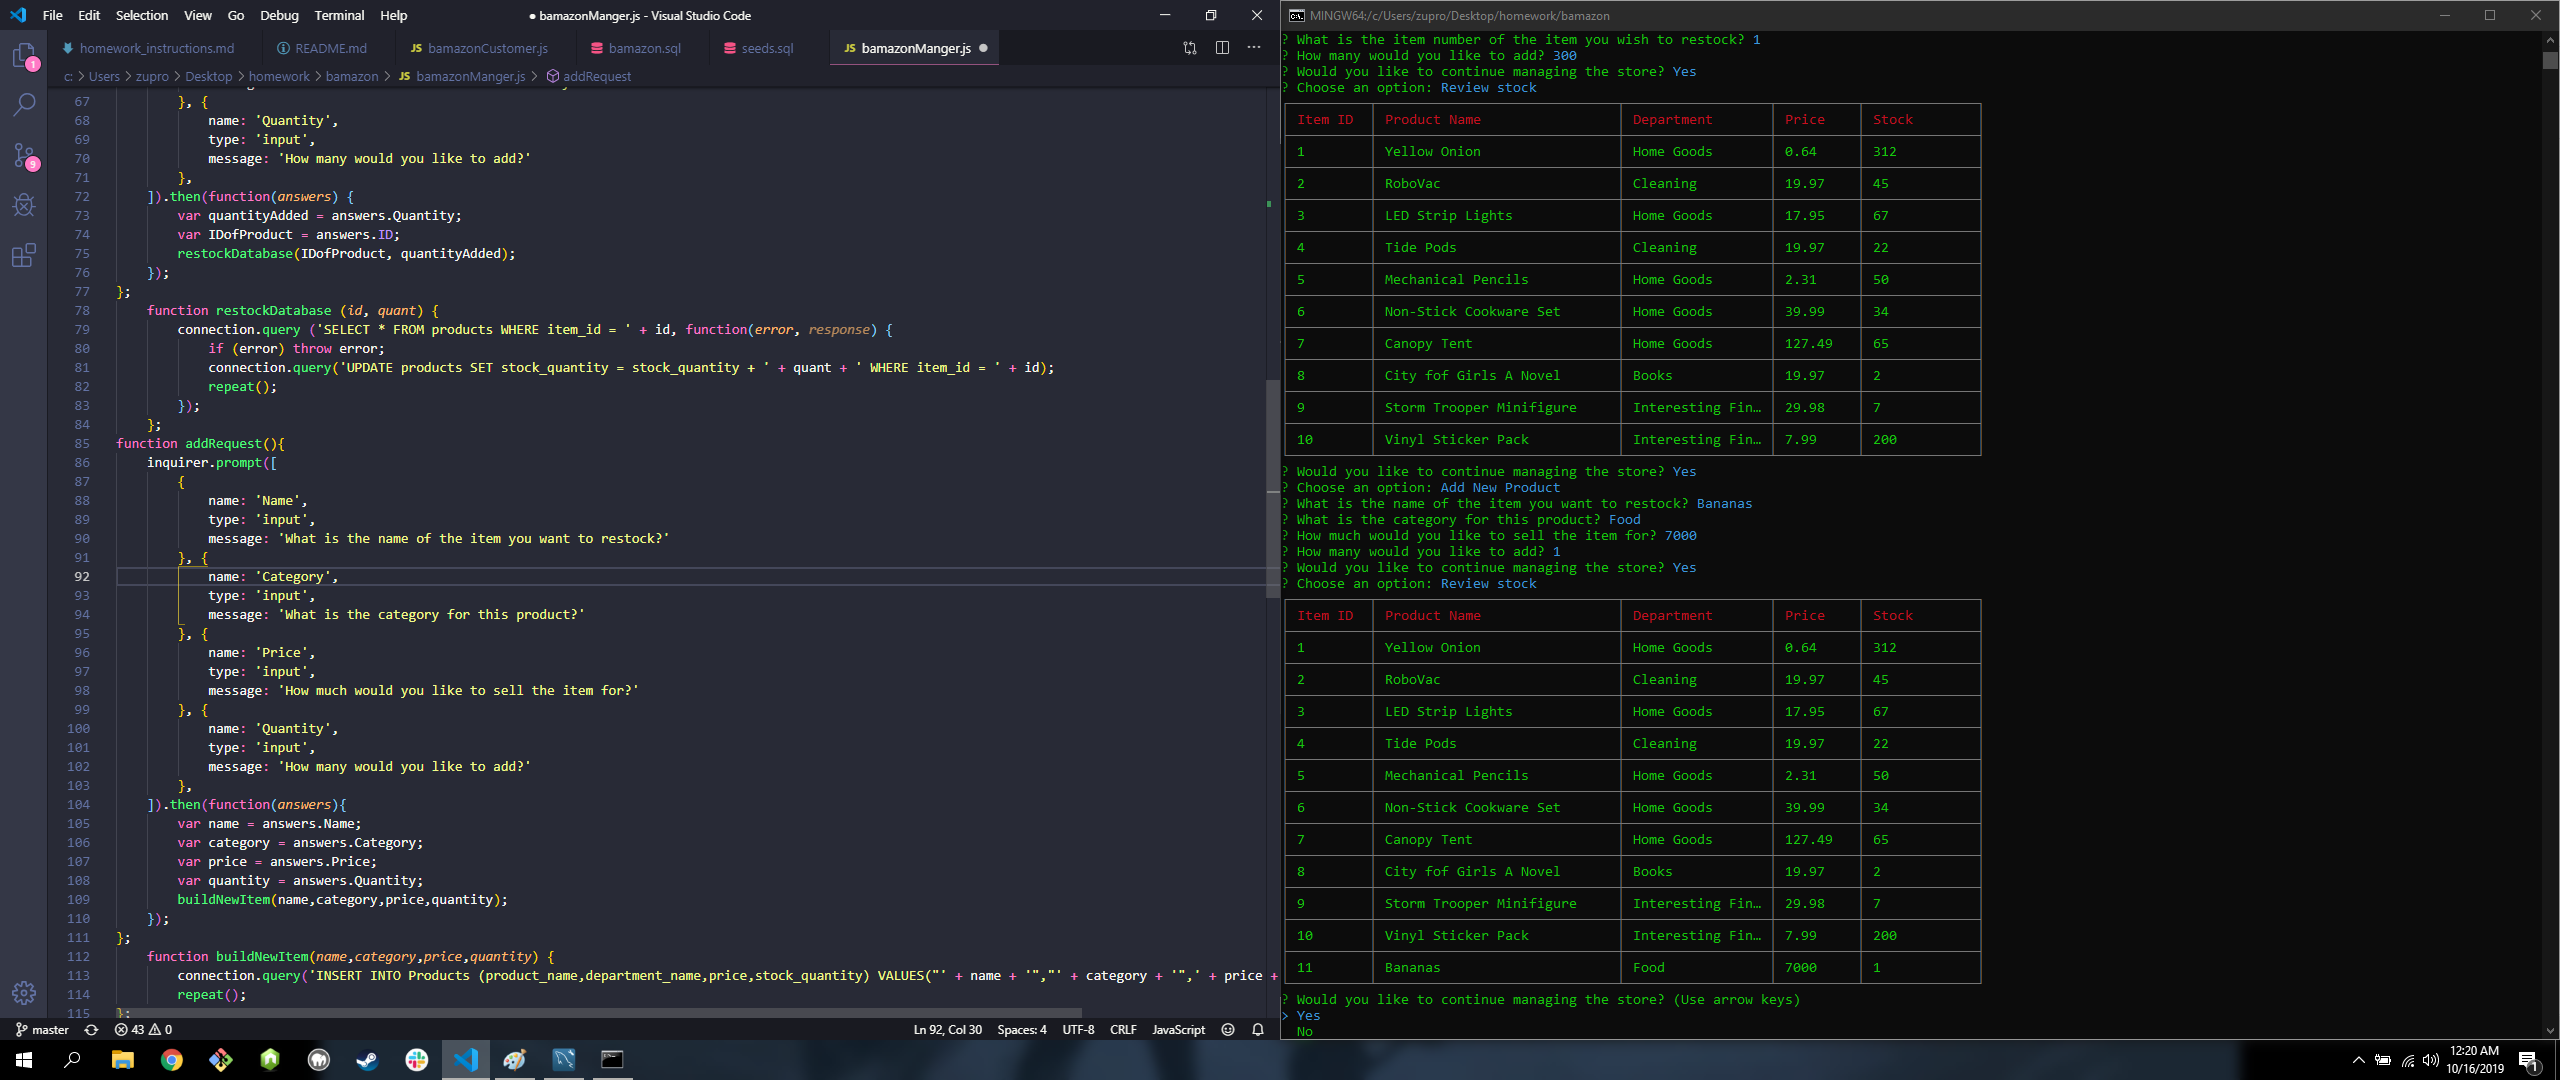 File Edit Selection View Go Debug Terminal Help
● bamazonManger.js - Visual Studio Code
homework_instructions.md
README.md
JS bamazonCustomer.js
bamazon.sql
seeds.sql
JS bamazonManger.js ●
c: > Users > zupro > Desktop > homework > bamazon > JS bamazonManger.js > addRequest
1
9
67 }, {
68 name: 'Quantity',
69 type: 'input',
70 message: 'How many would you like to add?'
71 },
72 ]).then(function(answers) {
73 var quantityAdded = answers.Quantity;
74 var IDofProduct = answers.ID;
75 restockDatabase(IDofProduct, quantityAdded);
76 });
77 };
78 function restockDatabase (id, quant) {
79 connection.query ('SELECT * FROM products WHERE item_id = ' + id, function(error, response) {
80 if (error) throw error;
81 connection.query('UPDATE products SET stock_quantity = stock_quantity + ' + quant + ' WHERE item_id = ' + id);
82 repeat();
83 });
84 };
85 function addRequest(){
86 inquirer.prompt([
87 {
88 name: 'Name',
89 type: 'input',
90 message: 'What is the name of the item you want to restock?'
91 }, {
92 name: 'Category',
93 type: 'input',
94 message: 'What is the category for this product?'
95 }, {
96 name: 'Price',
97 type: 'input',
98 message: 'How much would you like to sell the item for?'
99 }, {
100 name: 'Quantity',
101 type: 'input',
102 message: 'How many would you like to add?'
103 },
104 ]).then(function(answers){
105 var name = answers.Name;
106 var category = answers.Category;
107 var price = answers.Price;
108 var quantity = answers.Quantity;
109 buildNewItem(name,category,price,quantity);
110 });
111 };
112 function buildNewItem(name,category,price,quantity) {
113 connection.query('INSERT INTO Products (product_name,department_name,price,stock_quantity) VALUES("' + name + '","' + category + '",' + price +
114 repeat();
115 };
master 43 0
Ln 92, Col 30 Spaces: 4 UTF-8 CRLF JavaScript
MINGW64:/c/Users/zupro/Desktop/homework/bamazon
? What is the item number of the item you wish to restock? 1
? How many would you like to add? 300
? Would you like to continue managing the store? Yes
? Choose an option: Review stock
Item ID Product Name Department Price Stock
1 Yellow Onion Home Goods 0.64 312
2 RoboVac Cleaning 19.97 45
3 LED Strip Lights Home Goods 17.95 67
4 Tide Pods Cleaning 19.97 22
5 Mechanical Pencils Home Goods 2.31 50
6 Non-Stick Cookware Set Home Goods 39.99 34
7 Canopy Tent Home Goods 127.49 65
8 City fof Girls A Novel Books 19.97 2
9 Storm Trooper Minifigure Interesting Fin… 29.98 7
10 Vinyl Sticker Pack Interesting Fin… 7.99 200
? Would you like to continue managing the store? Yes
? Choose an option: Add New Product
? What is the name of the item you want to restock? Bananas
? What is the category for this product? Food
? How much would you like to sell the item for? 7000
? How many would you like to add? 1
? Would you like to continue managing the store? Yes
? Choose an option: Review stock
Item ID Product Name Department Price Stock
1 Yellow Onion Home Goods 0.64 312
2 RoboVac Cleaning 19.97 45
3 LED Strip Lights Home Goods 17.95 67
4 Tide Pods Cleaning 19.97 22
5 Mechanical Pencils Home Goods 2.31 50
6 Non-Stick Cookware Set Home Goods 39.99 34
7 Canopy Tent Home Goods 127.49 65
8 City fof Girls A Novel Books 19.97 2
9 Storm Trooper Minifigure Interesting Fin… 29.98 7
10 Vinyl Sticker Pack Interesting Fin… 7.99 200
11 Bananas Food 7000 1
? Would you like to continue managing the store? (Use arrow keys)
> Yes
No
12:20 AM
10/16/2019
1